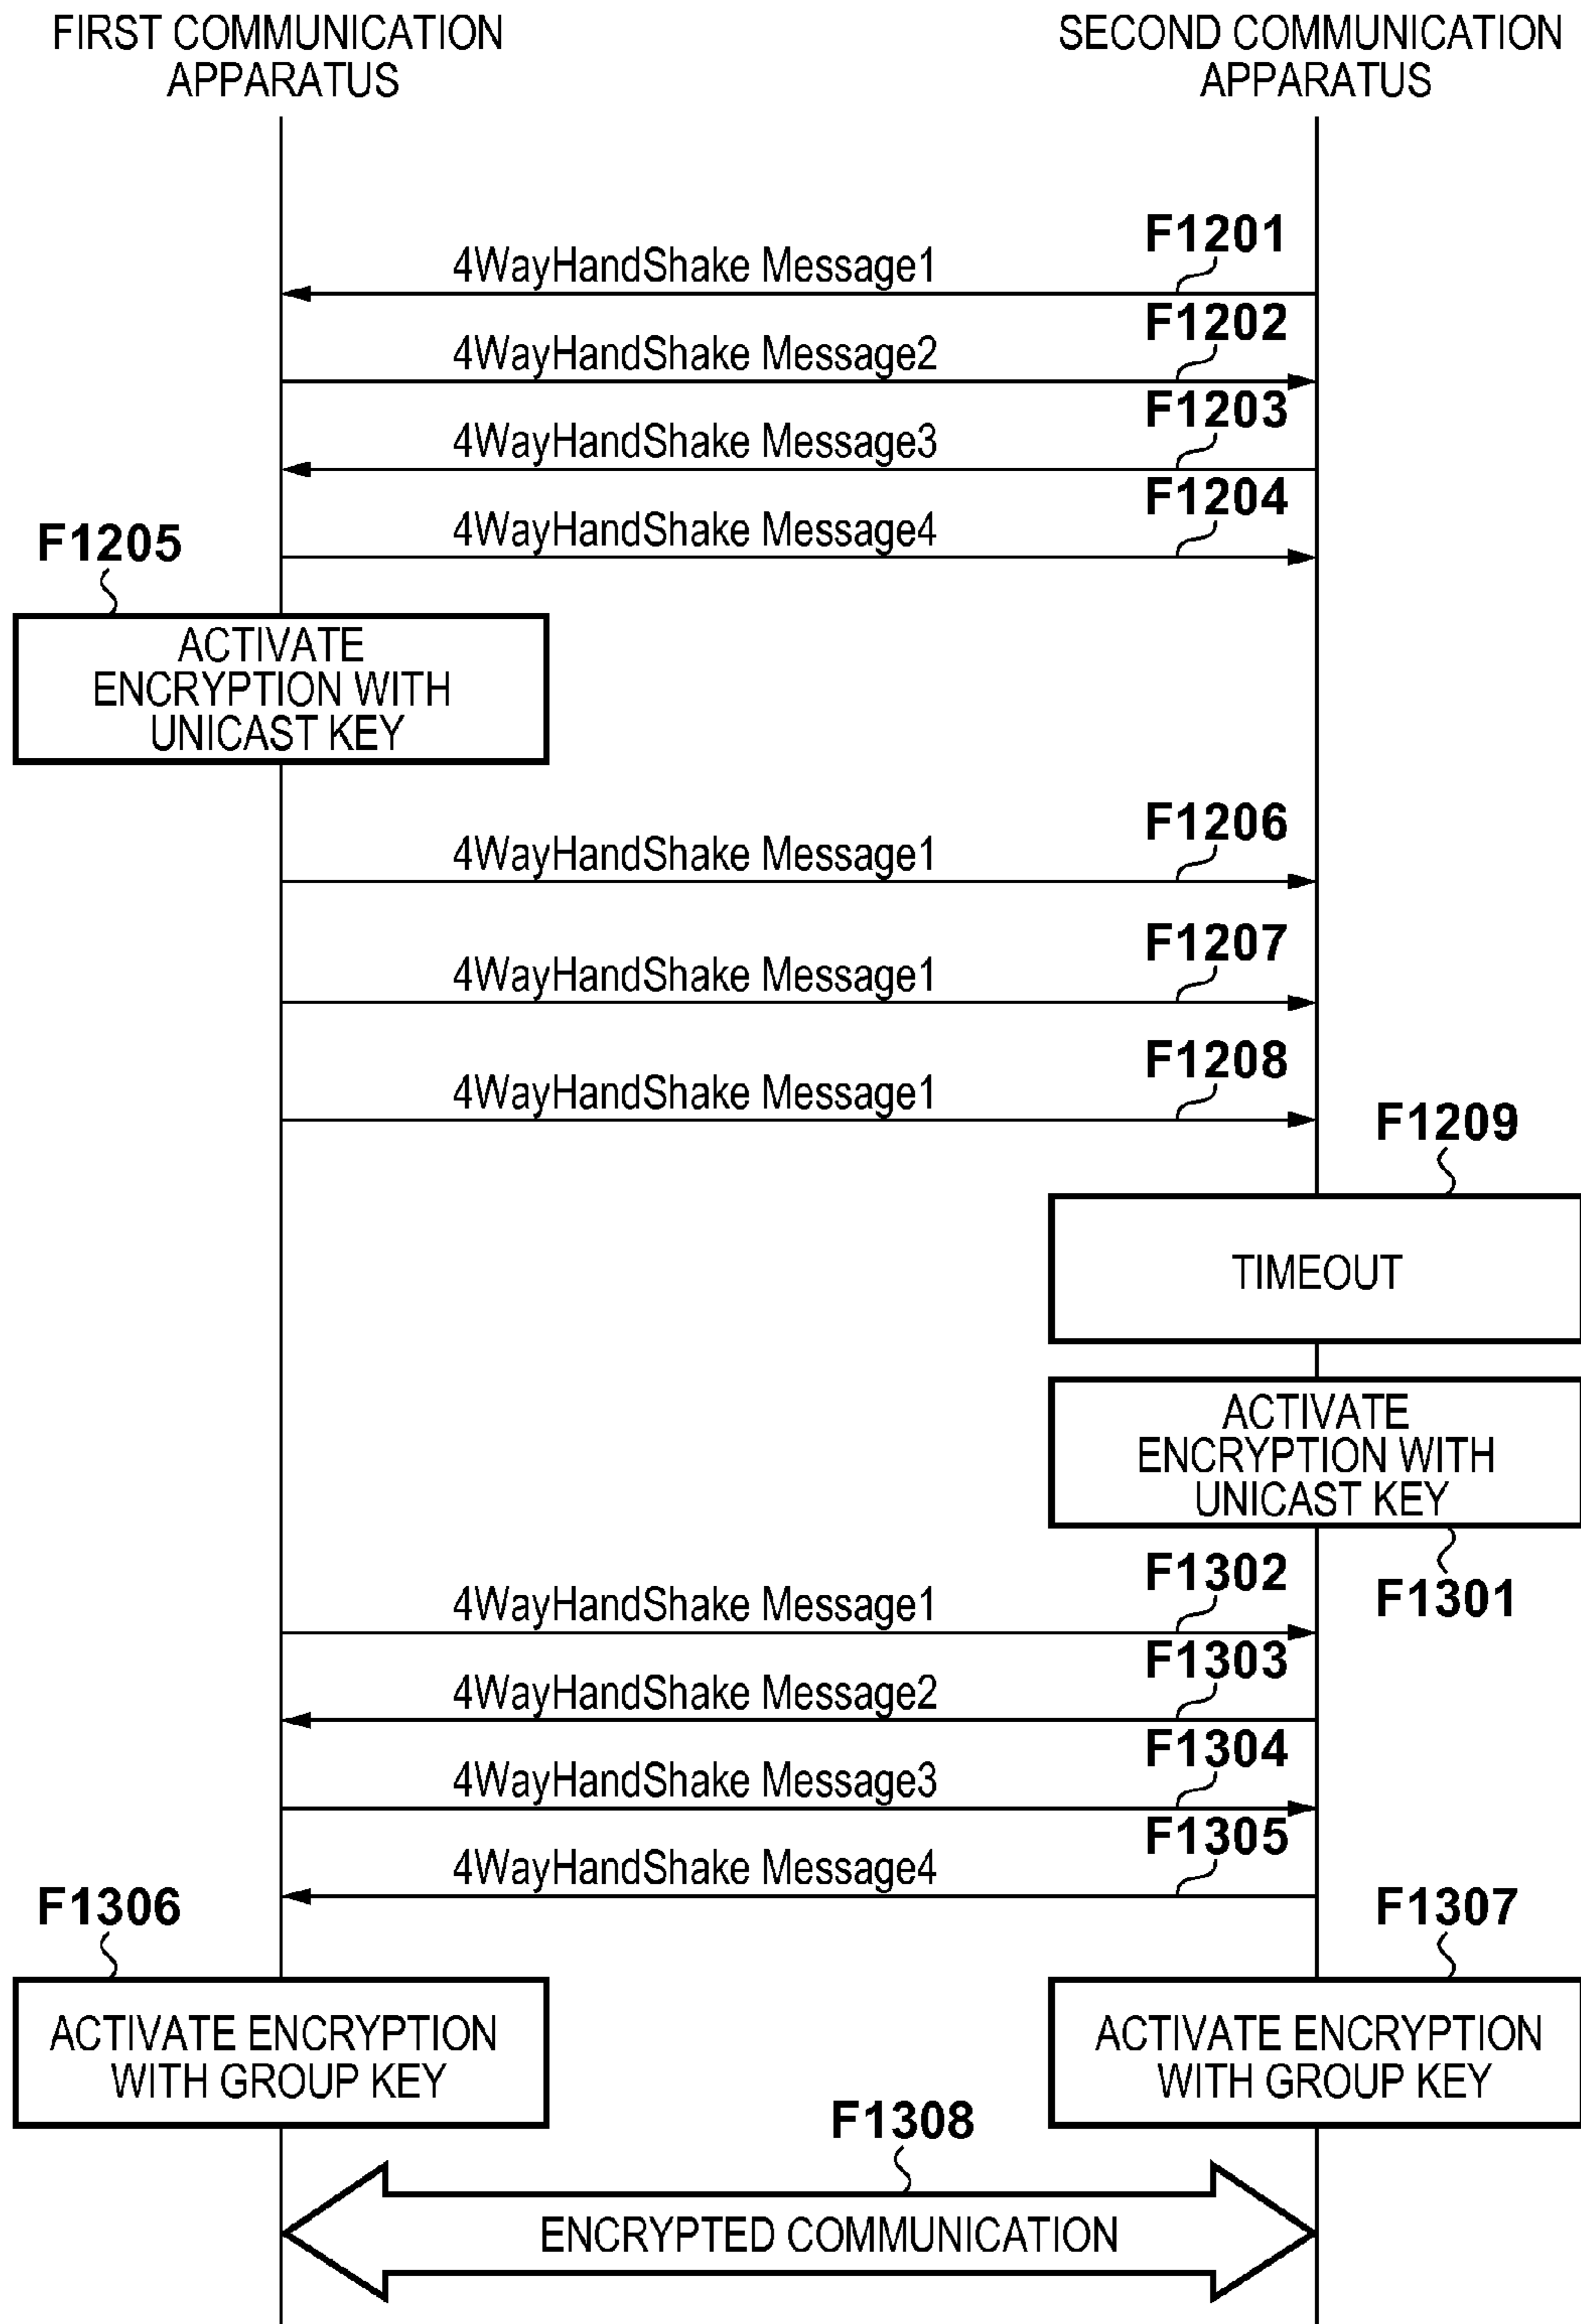 FIRST COMMUNICATION
APPARATUS
SECOND COMMUNICATION
APPARATUS
F1201
4WayHandShake Message1
F1202
4WayHandShake Message2
F1203
4WayHandShake Message3
F1204
4WayHandShake Message4
F1205
ACTIVATE
ENCRYPTION WITH
UNICAST KEY
F1206
4WayHandShake Message1
F1207
4WayHandShake Message1
F1208
4WayHandShake Message1
F1209
TIMEOUT
ACTIVATE
ENCRYPTION WITH
UNICAST KEY
F1301
F1302
4WayHandShake Message1
F1303
4WayHandShake Message2
F1304
4WayHandShake Message3
F1305
4WayHandShake Message4
F1306
ACTIVATE ENCRYPTION
WITH GROUP KEY
F1307
ACTIVATE ENCRYPTION
WITH GROUP KEY
F1308
ENCRYPTED COMMUNICATION